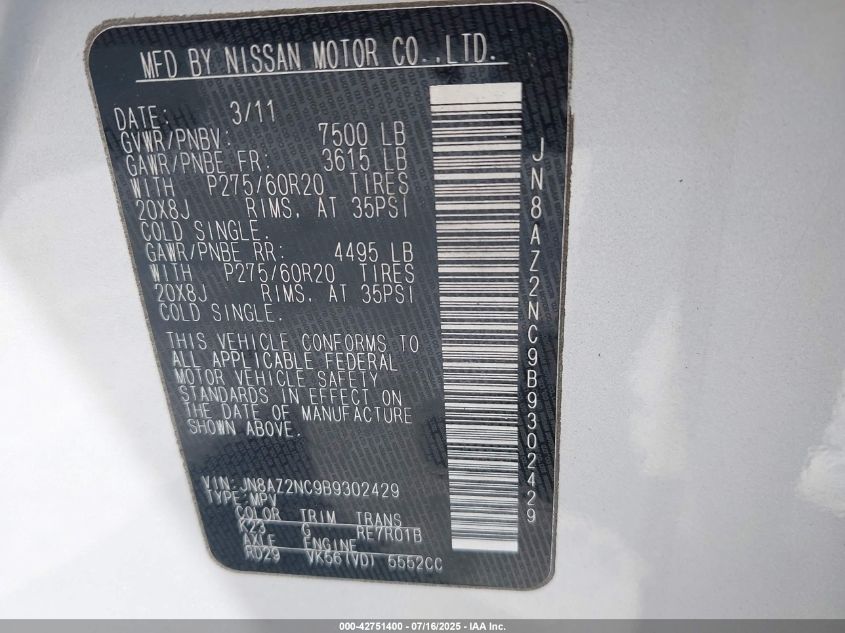 MFD BY NISSAN MOTOR CO.,LTD.
DATE: 3/11
GVWR/PNBV: 7500 LB
GAWR/PNBE FR: 3615 LB
WITH P275/60R20 TIRES
20X8J RIMS, AT 35PSI
COLD SINGLE.
GAWR/PNBE RR: 4495 LB
WITH P275/60R20 TIRES
20X8J RIMS, AT 35PSI
COLD SINGLE.
THIS VEHICLE CONFORMS TO
ALL APPLICABLE FEDERAL
MOTOR VEHICLE SAFETY
STANDARDS IN EFFECT ON
THE DATE OF MANUFACTURE
SHOWN ABOVE.
VIN:JN8AZ2NC9B9302429
TYPE:MPV
COLOR TRIM TRANS
K23 G RE7R01B
AXLE ENGINE
RD29 VK56(VD) 5552CC
JN8AZ2NC9B9302429
000-42751400 - 07/16/2025 - IAA Inc.